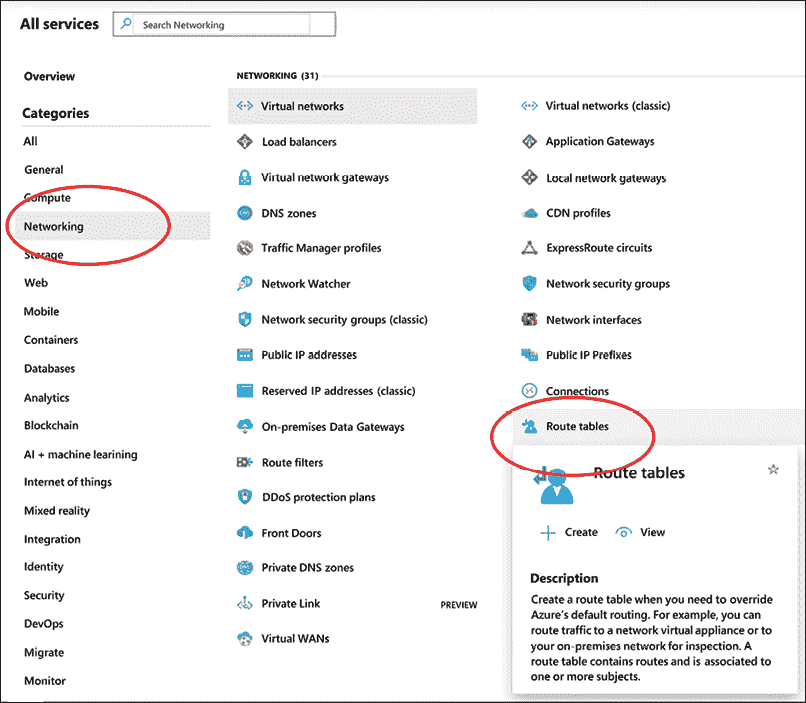 All services
Search Networking
Overview
Categories
All
General
Compute
Networking
Storage
Web
Mobile
Containers
Databases
Analytics
Blockchain
AI + machine learning
Internet of things
Mixed reality
Integration
Identity
Security
DevOps
Migrate
Monitor
NETWORKING (31)
Virtual networks
Load balancers
Virtual network gateways
DNS zones
Traffic Manager profiles
Network Watcher
Network security groups (classic)
Public IP addresses
Reserved IP addresses (classic)
On-premises Data Gateways
Route filters
DDoS protection plans
Front Doors
Private DNS zones
Private Link PREVIEW
Virtual WANs
Virtual networks (classic)
Application Gateways
Local network gateways
CDN profiles
ExpressRoute circuits
Network security groups
Network interfaces
Public IP Prefixes
Connections
Route tables
Route tables
Create View
Description
Create a route table when you need to override
Azure's default routing. For example, you can
route traffic to a network virtual appliance or to
your on-premises network for inspection. A
route table contains routes and is associated to
one or more subjects.